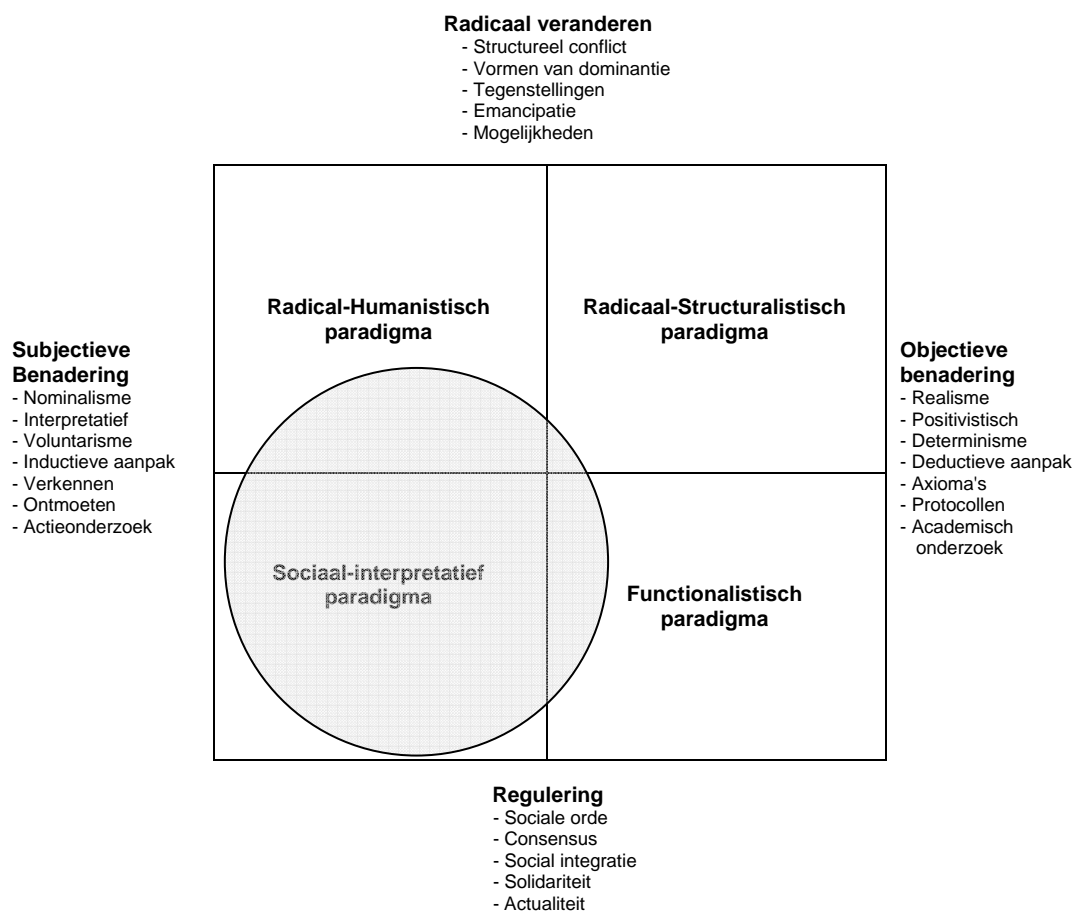 Radicaal veranderen
- Structureel conflict
- Vormen van dominantie
- Tegenstellingen
- Emancipatie
- Mogelijkheden
Radical-Humanistisch
paradigma
Radicaal-Structuralistisch
paradigma
Subjectieve
Benadering
- Nominalisme
- Interpretatief
- Voluntarisme
- Inductieve aanpak
- Verkennen
- Ontmoeten
- Actieonderzoek
Objectieve
benadering
- Realisme
- Positivistisch
- Determinisme
- Deductieve aanpak
- Axioma's
- Protocollen
- Academisch
onderzoek
Sociaal-interpretatief
paradigma
Functionalistisch
paradigma
Regulering
- Sociale orde
- Consensus
- Social integratie
- Solidariteit
- Actualiteit